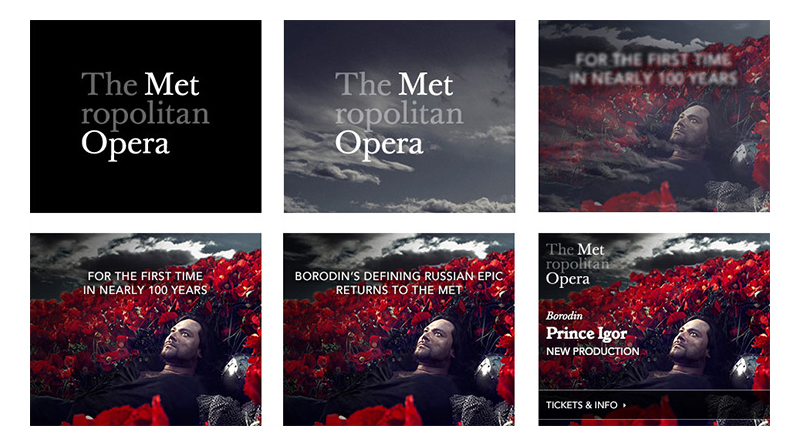 The Met
ropolitan
Opera
The Met
ropolitan
Opera
FOR THE FIRST TIME
IN NEARLY 100 YEARS
FOR THE FIRST TIME
IN NEARLY 100 YEARS
BORODIN'S DEFINING RUSSIAN EPIC
RETURNS TO THE MET
The Met
ropolitan
Opera
Borodin
Prince Igor
NEW PRODUCTION
TICKETS & INFO